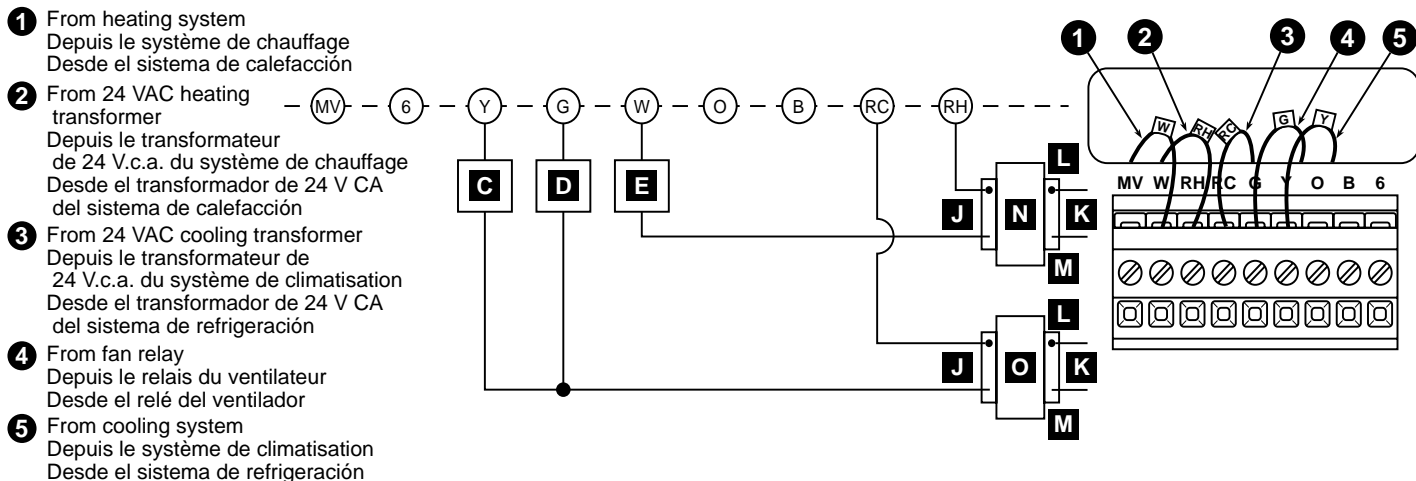 1 From heating system
Depuis le système de chauffage
Desde el sistema de calefacción
2 From 24 VAC heating
transformer
Depuis le transformateur
de 24 V.c.a. du système de chauffage
Desde el transformador de 24 V CA
del sistema de calefacción
3 From 24 VAC cooling transformer
Depuis le transformateur de
24 V.c.a. du système de climatisation
Desde el transformador de 24 V CA
del sistema de refrigeración
4 From fan relay
Depuis le relais du ventilateur
Desde el relé del ventilador
5 From cooling system
Depuis le système de climatisation
Desde el sistema de refrigeración
MV 6 Y G W O B RC RH
C D E
L
J N K
M
L
J O K
M
1 2 3 4 5
W RH RC G Y
MV W RH RC G Y O B 6